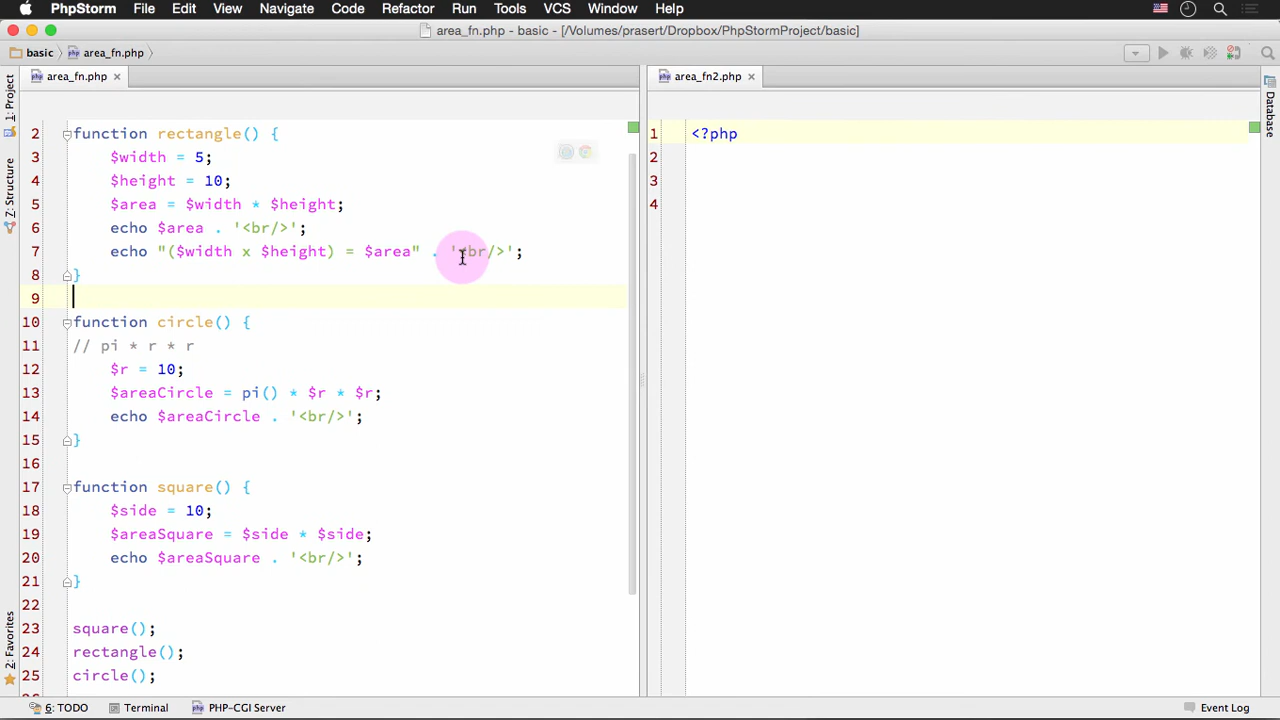 PhpStorm File Edit View Navigate Code Refactor Run Tools VCS Window Help
area_fn.php - basic - [/Volumes/prasert/Dropbox/PhpStormProject/basic]
basic area_fn.php
area_fn.php
area_fn2.php
1: Project
Z: Structure
2: Favorites
2 function rectangle() {
3 $width = 5;
4 $height = 10;
5 $area = $width * $height;
6 echo $area . '<br/>';
7 echo "($width x $height) = $area" . '<br/>';
8 }
9
10 function circle() {
11 // pi * r * r
12 $r = 10;
13 $areaCircle = pi() * $r * $r;
14 echo $areaCircle . '<br/>';
15 }
16
17 function square() {
18 $side = 10;
19 $areaSquare = $side * $side;
20 echo $areaSquare . '<br/>';
21 }
22
23 square();
24 rectangle();
25 circle();
1 <?php
2
3
4
Database
6: TODO Terminal PHP-CGI Server Event Log